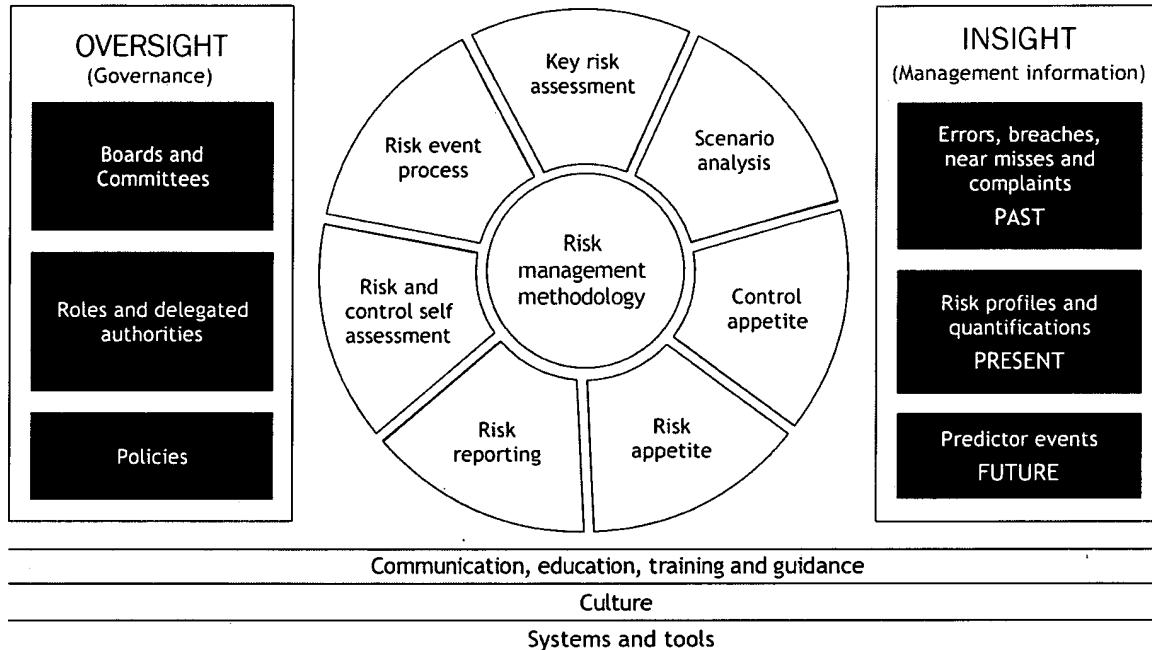 OVERSIGHT
(Governance)
Boards and
Committees
Roles and delegated
authorities
Policies
Key risk
assessment
Scenario
analysis
Control
appetite
Risk
appetite
Risk
reporting
Risk and
control self
assessment
Risk event
process
Risk
management
methodology
INSIGHT
(Management information)
Errors, breaches,
near misses and
complaints
PAST
Risk profiles and
quantifications
PRESENT
Predictor events
FUTURE
Communication, education, training and guidance
Culture
Systems and tools